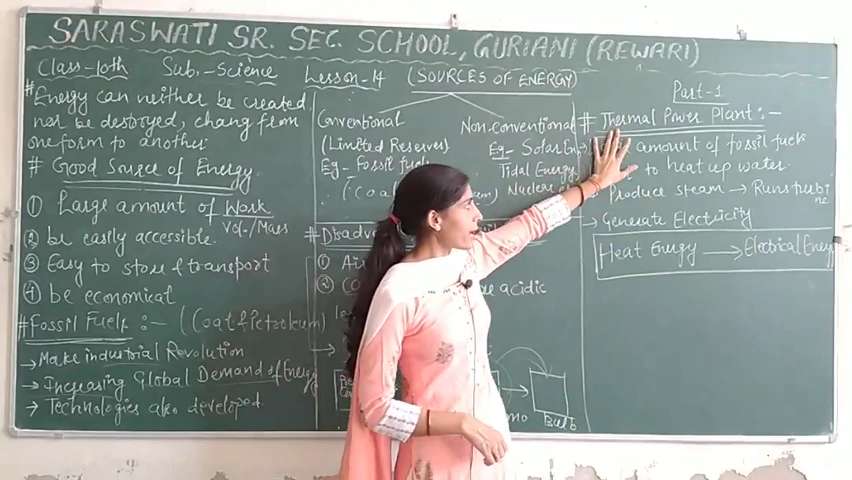 SARASWATI SR. SEC. SCHOOL, GURIANI (REWARI)
Class-10th Sub.-Science Lesson-14 (SOURCES OF ENERGY)
Part-1
# Energy can neither be created
nor be destroyed, change from
one form to another.
# Good Source of Energy
① Large amount of Work
Vol./Mass
② be easily accessible.
③ Easy to store & transport
④ be economical
# Fossil Fuels :- (Coal & Petroleum)
→ Make industrial Revolution
→ Increasing Global Demand of Energy
→ Technologies also developed.
Conventional
(Limited Reserves)
Eg- Fossil fuels
Non-conventional
Eg- Solar En
Tidal Energy
# Disadva
① Air
② acidic
→ Bulb
# Thermal Power Plant :-
amount of fossil fuels
to heat up water.
Produce steam → Runs turbine
→ Generate Electricity
Heat Energy → Electrical Energy